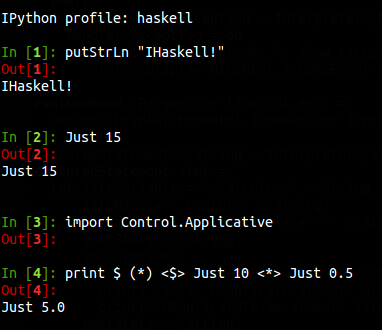 IPython profile: haskell
In [1]: putStrLn "IHaskell!"
Out[1]:
IHaskell!
In [2]: Just 15
Out[2]:
Just 15
In [3]: import Control.Applicative
Out[3]:
In [4]: print $ (*) <$> Just 10 <*> Just 0.5
Out[4]:
Just 5.0